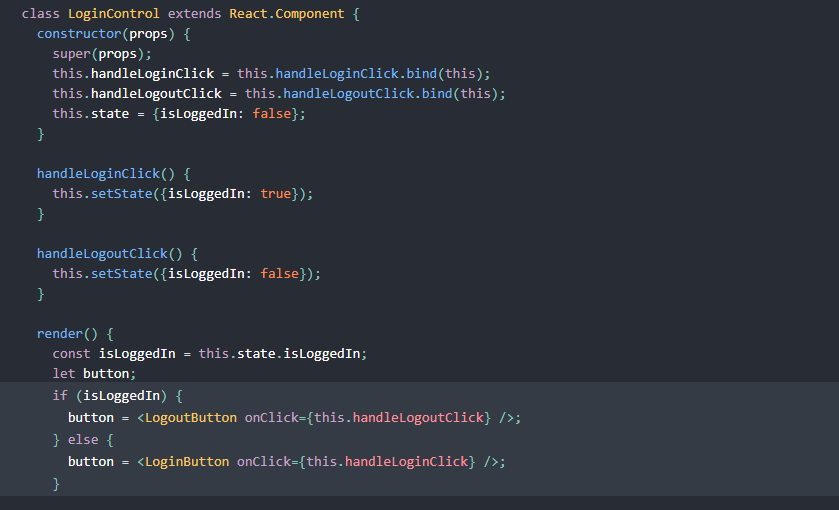 class LoginControl extends React.Component {
  constructor(props) {
    super(props);
    this.handleLoginClick = this.handleLoginClick.bind(this);
    this.handleLogoutClick = this.handleLogoutClick.bind(this);
    this.state = {isLoggedIn: false};
  }

  handleLoginClick() {
    this.setState({isLoggedIn: true});
  }

  handleLogoutClick() {
    this.setState({isLoggedIn: false});
  }

  render() {
    const isLoggedIn = this.state.isLoggedIn;
    let button;
    if (isLoggedIn) {
      button = <LogoutButton onClick={this.handleLogoutClick} />;
    } else {
      button = <LoginButton onClick={this.handleLoginClick} />;
    }